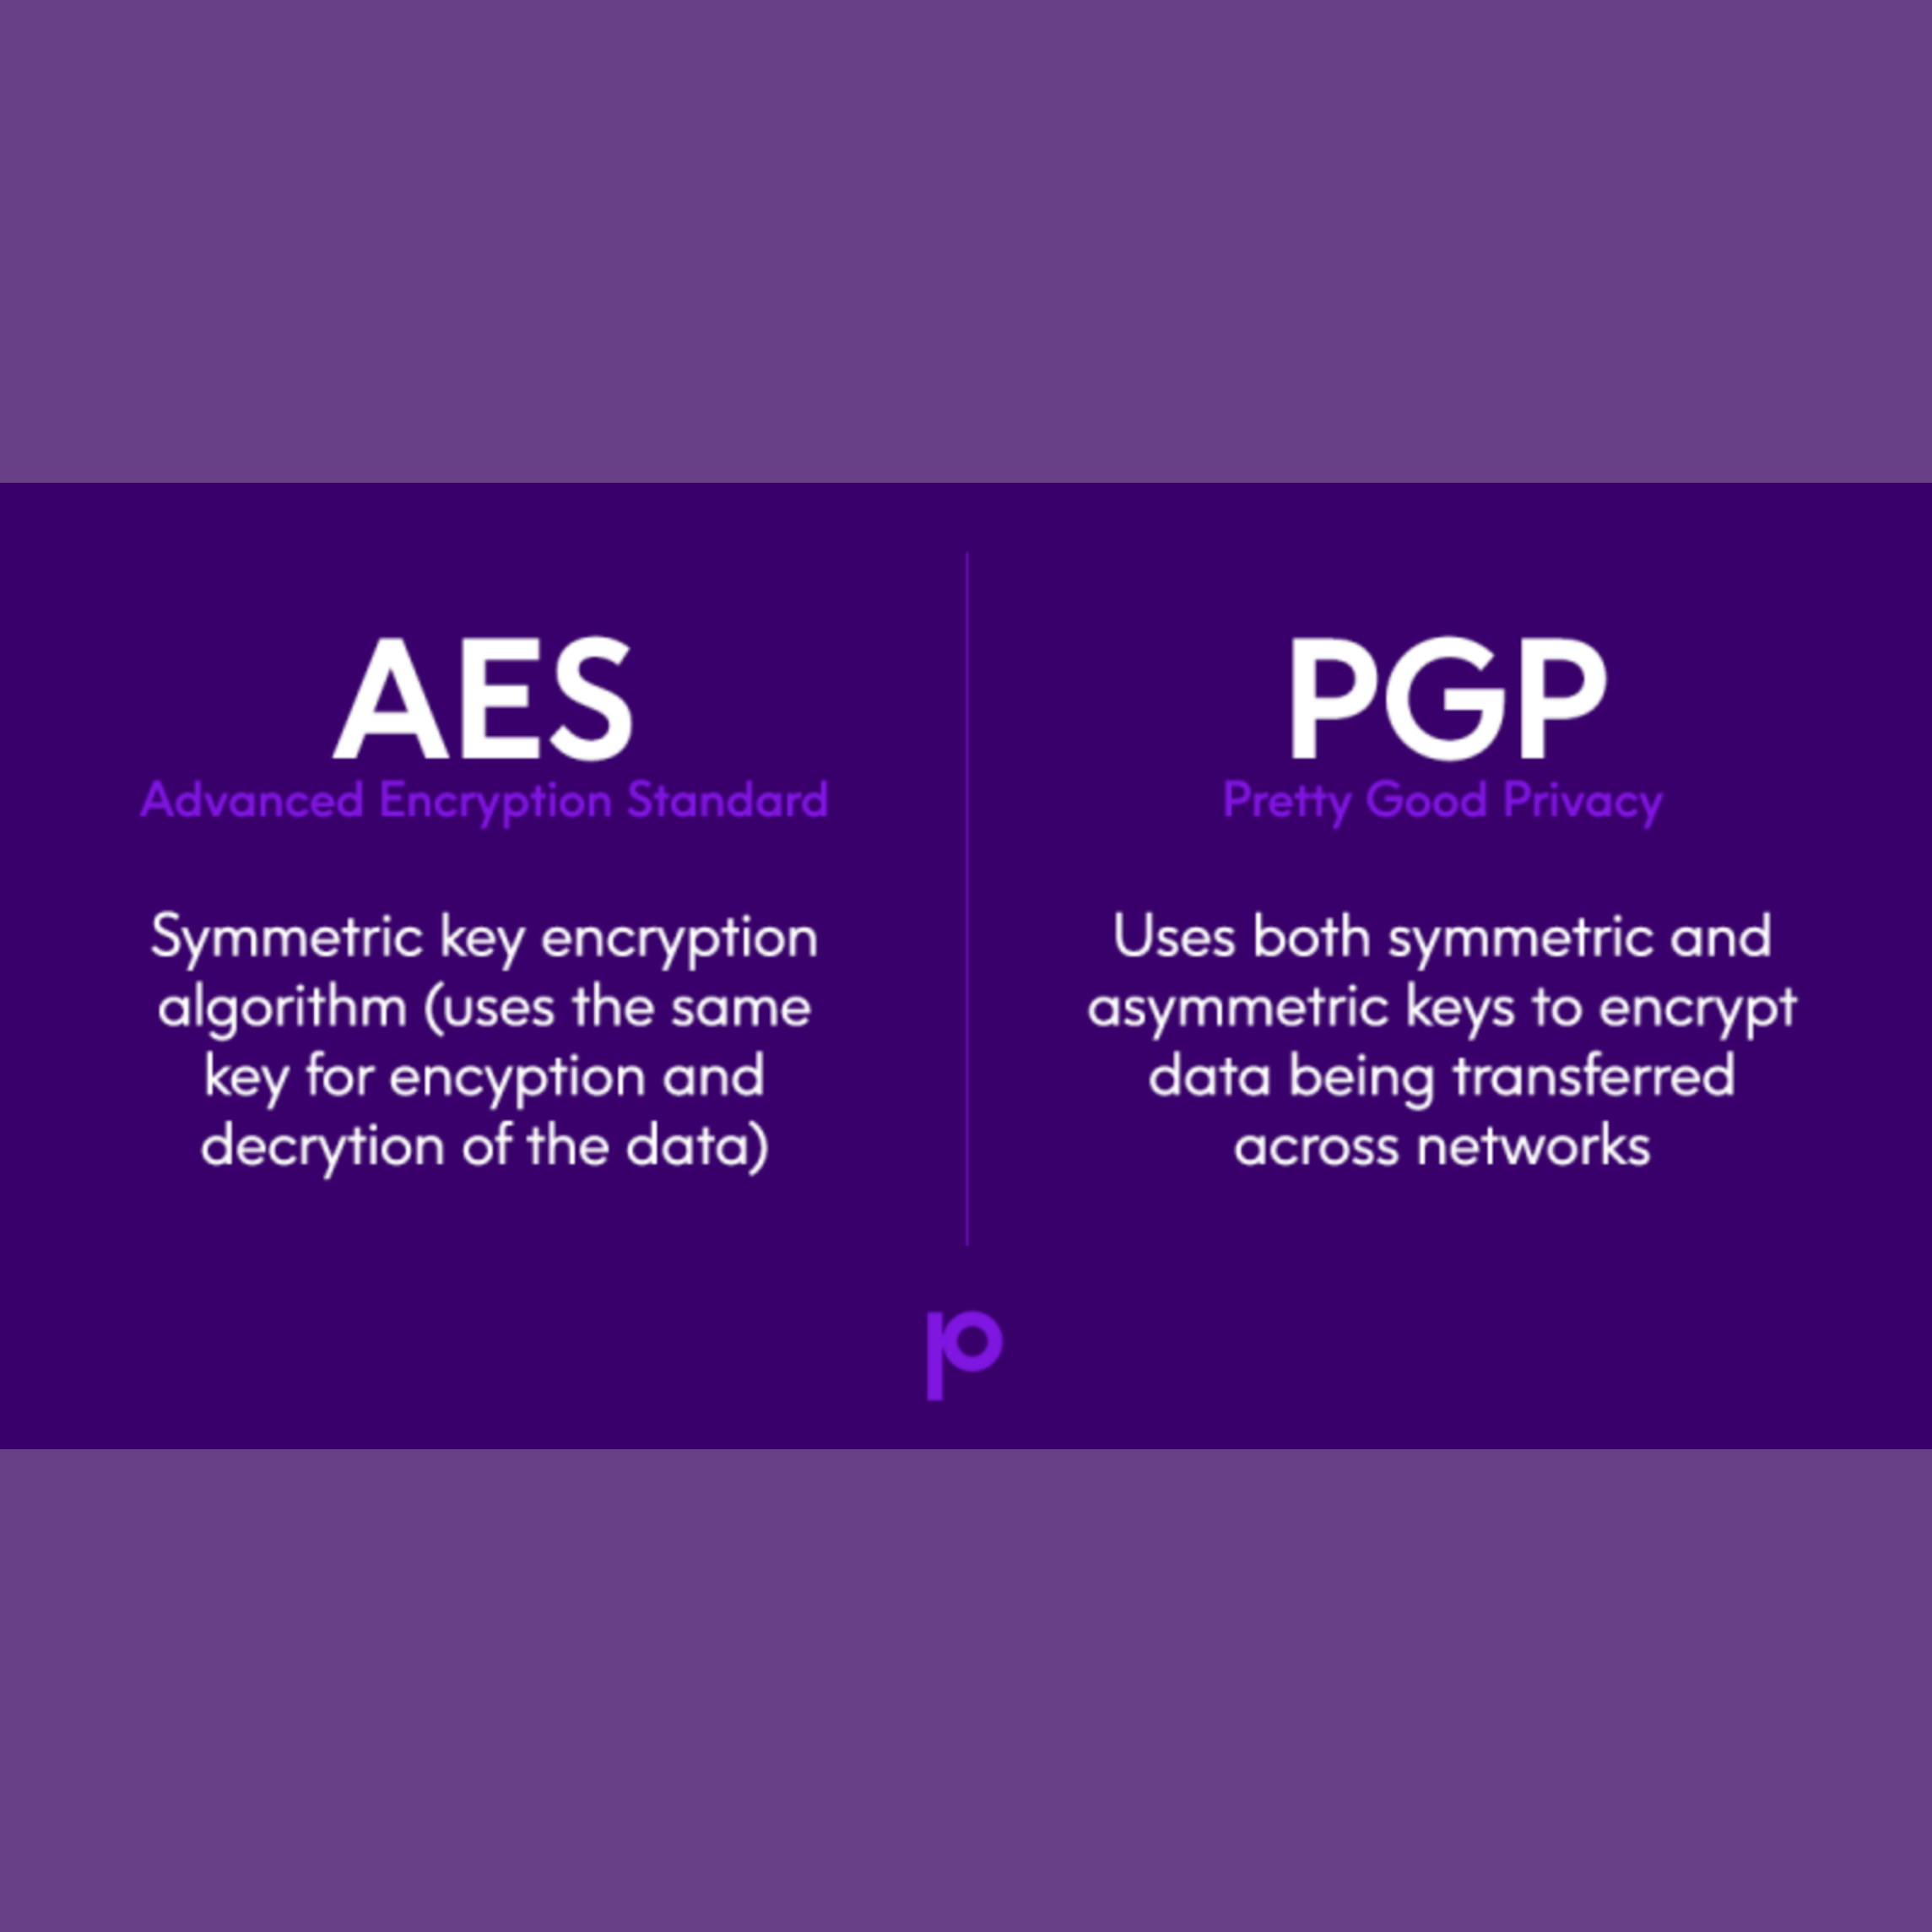 AES
Advanced Encryption Standard
Symmetric key encryption
algorithm (uses the same
key for encyption and
decrytion of the data)
PGP
Pretty Good Privacy
Uses both symmetric and
asymmetric keys to encrypt
data being transferred
across networks
p